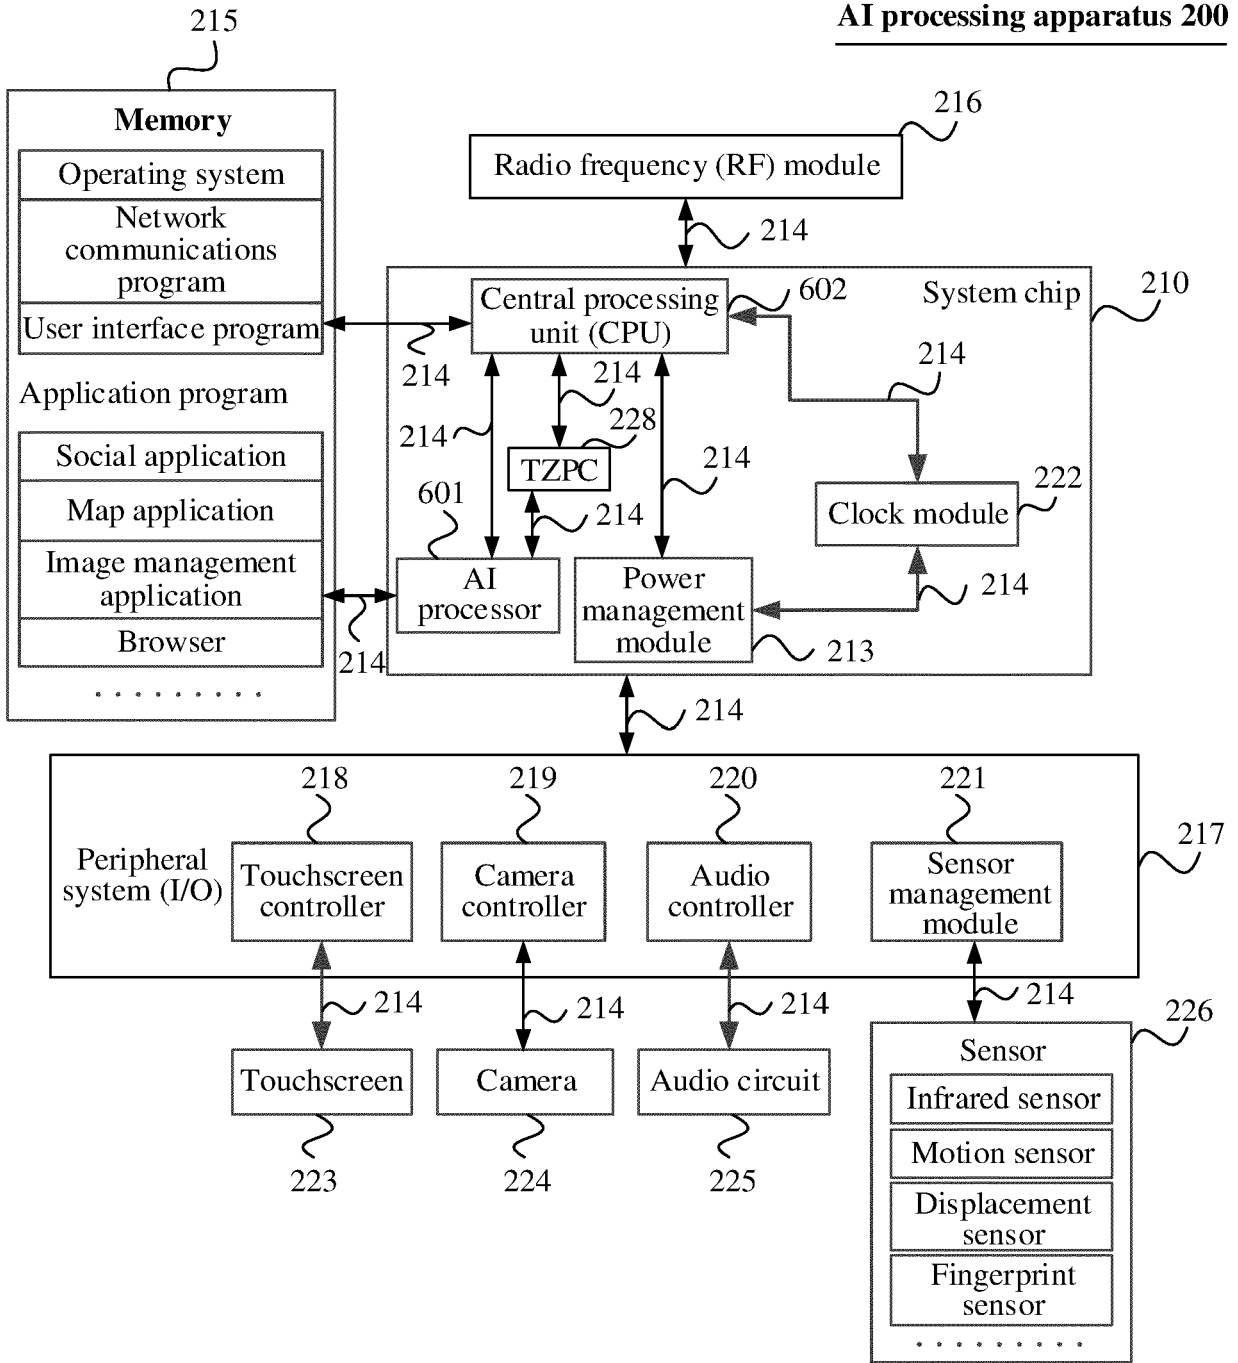 AI processing apparatus 200
215
Memory
Operating system
Network
communications
program
User interface program
Application program
Social application
Map application
Image management
application
Browser
. . . . . . . . .
216
Radio frequency (RF) module
214
System chip
210
Central processing
unit (CPU)
602
214
214
214
228
TZPC
214
214
214
601
AI
processor
214
Power
management
module
213
Clock module
222
214
214
214
Peripheral
system (I/O)
217
218
Touchscreen
controller
219
Camera
controller
220
Audio
controller
221
Sensor
management
module
214
214
214
214
Touchscreen
223
Camera
224
Audio circuit
225
226
Sensor
Infrared sensor
Motion sensor
Displacement
sensor
Fingerprint
sensor
. . . . . . . . .